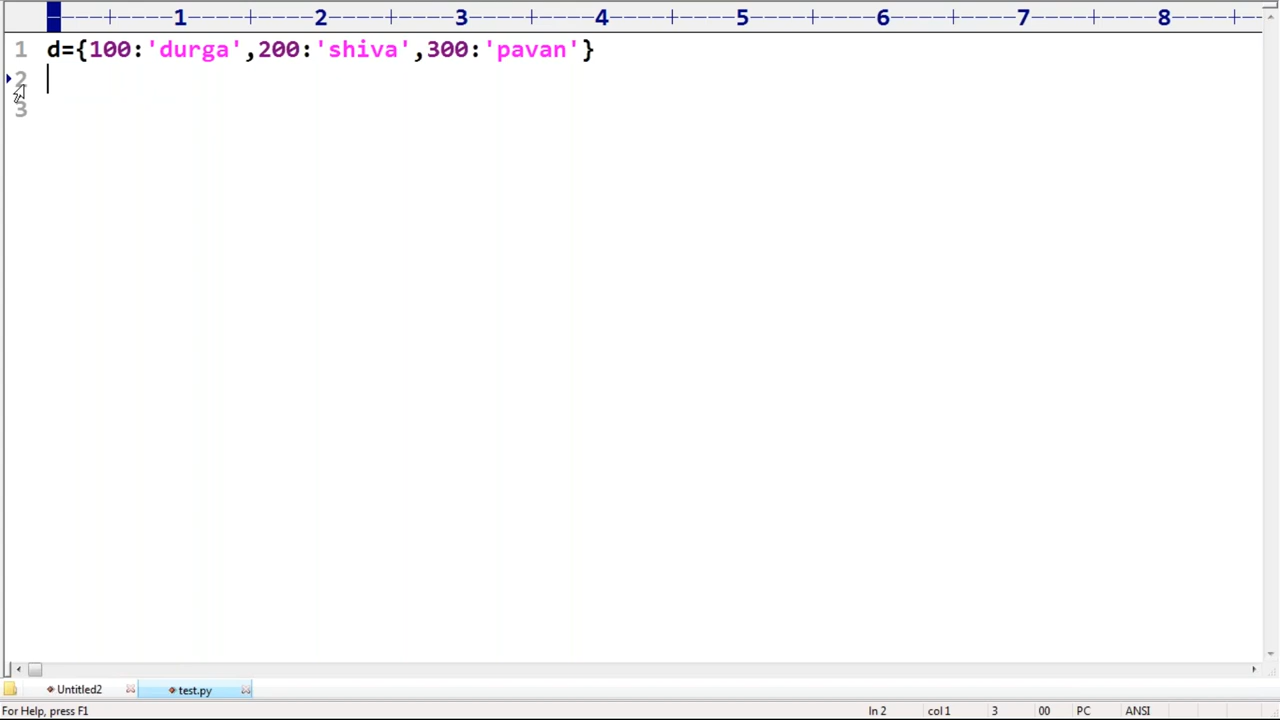 1 2 3 4 5 6 7 8
1 d={100:'durga',200:'shiva',300:'pavan'}
2
3
Untitled2 test.py
For Help, press F1 ln 2 col 1 3 00 PC ANSI